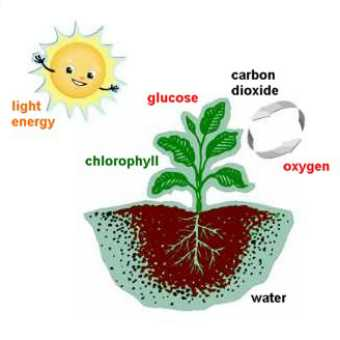 light
energy
glucose
carbon
dioxide
chlorophyll
oxygen
water